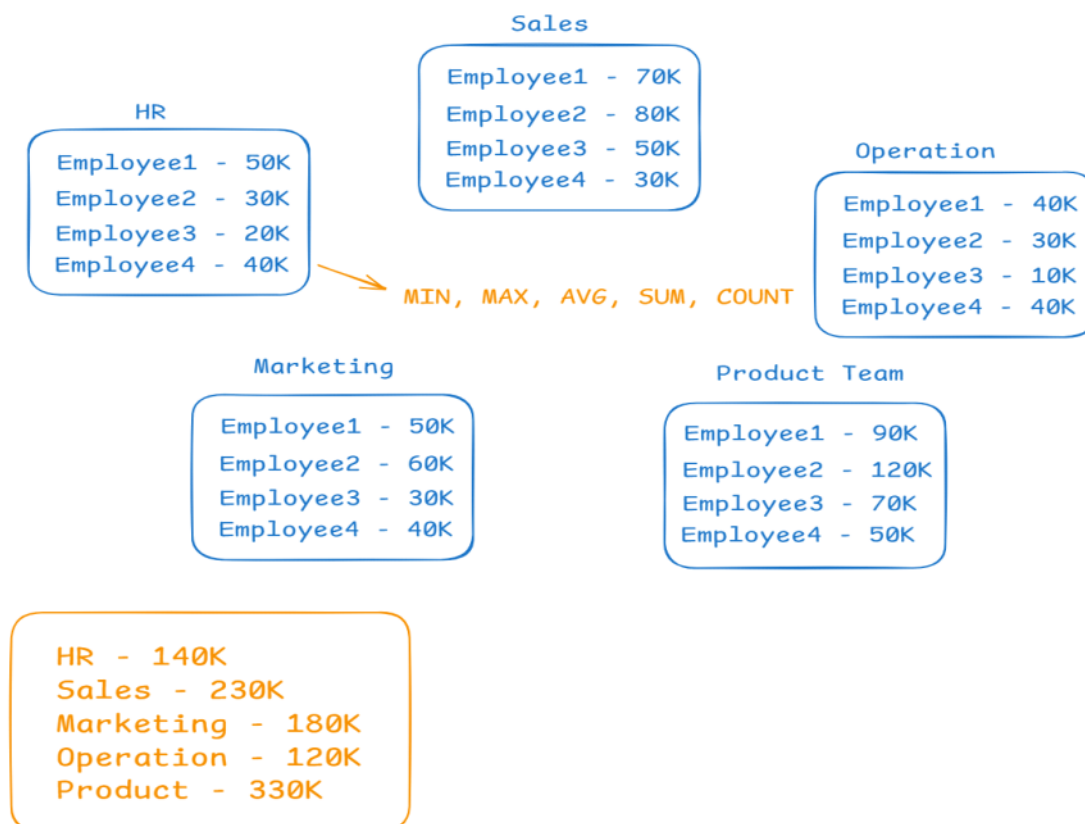 Sales
Employee1 - 70K
Employee2 - 80K
Employee3 - 50K
Employee4 - 30K
HR
Employee1 - 50K
Employee2 - 30K
Employee3 - 20K
Employee4 - 40K
Operation
Employee1 - 40K
Employee2 - 30K
Employee3 - 10K
Employee4 - 40K
MIN, MAX, AVG, SUM, COUNT
Marketing
Employee1 - 50K
Employee2 - 60K
Employee3 - 30K
Employee4 - 40K
Product Team
Employee1 - 90K
Employee2 - 120K
Employee3 - 70K
Employee4 - 50K
HR - 140K
Sales - 230K
Marketing - 180K
Operation - 120K
Product - 330K